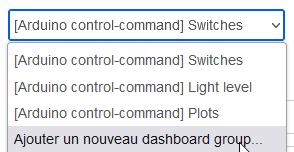 [Arduino control-command] Switches
[Arduino control-command] Switches
[Arduino control-command] Light level
[Arduino control-command] Plots
Ajouter un nouveau dashboard group...